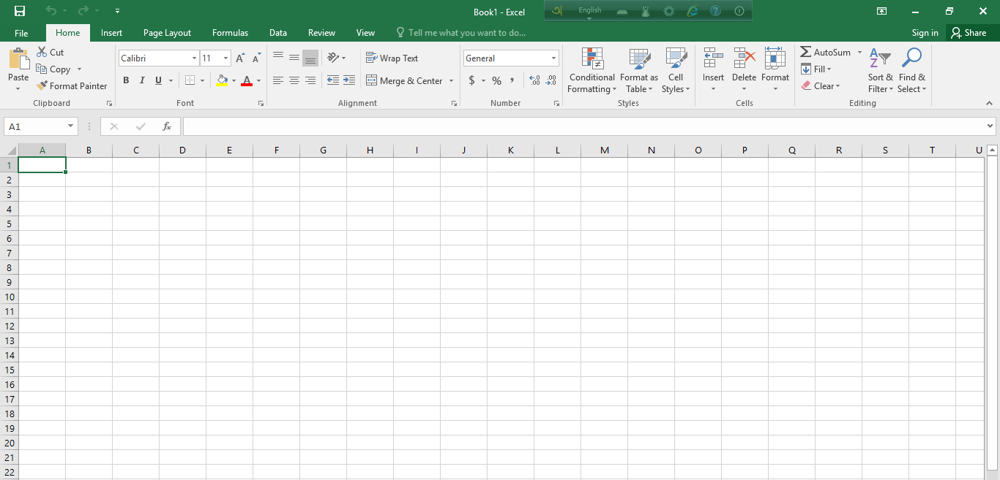 Book1 - Excel
English
File Home Insert Page Layout Formulas Data Review View Tell me what you want to do... Sign in Share
Paste
Cut
Copy
Format Painter
Clipboard
Calibri 11
B I U A
Font
Wrap Text
Merge & Center
Alignment
General
$ % ,
.00 .00
Number
Conditional Formatting
Format as Table
Cell Styles
Styles
Insert Delete Format
Cells
AutoSum
Fill
Clear
Sort & Filter
Find & Select
Editing
A1 fx
A B C D E F G H I J K L M N O P Q R S T U
1
2
3
4
5
6
7
8
9
10
11
12
13
14
15
16
17
18
19
20
21
22